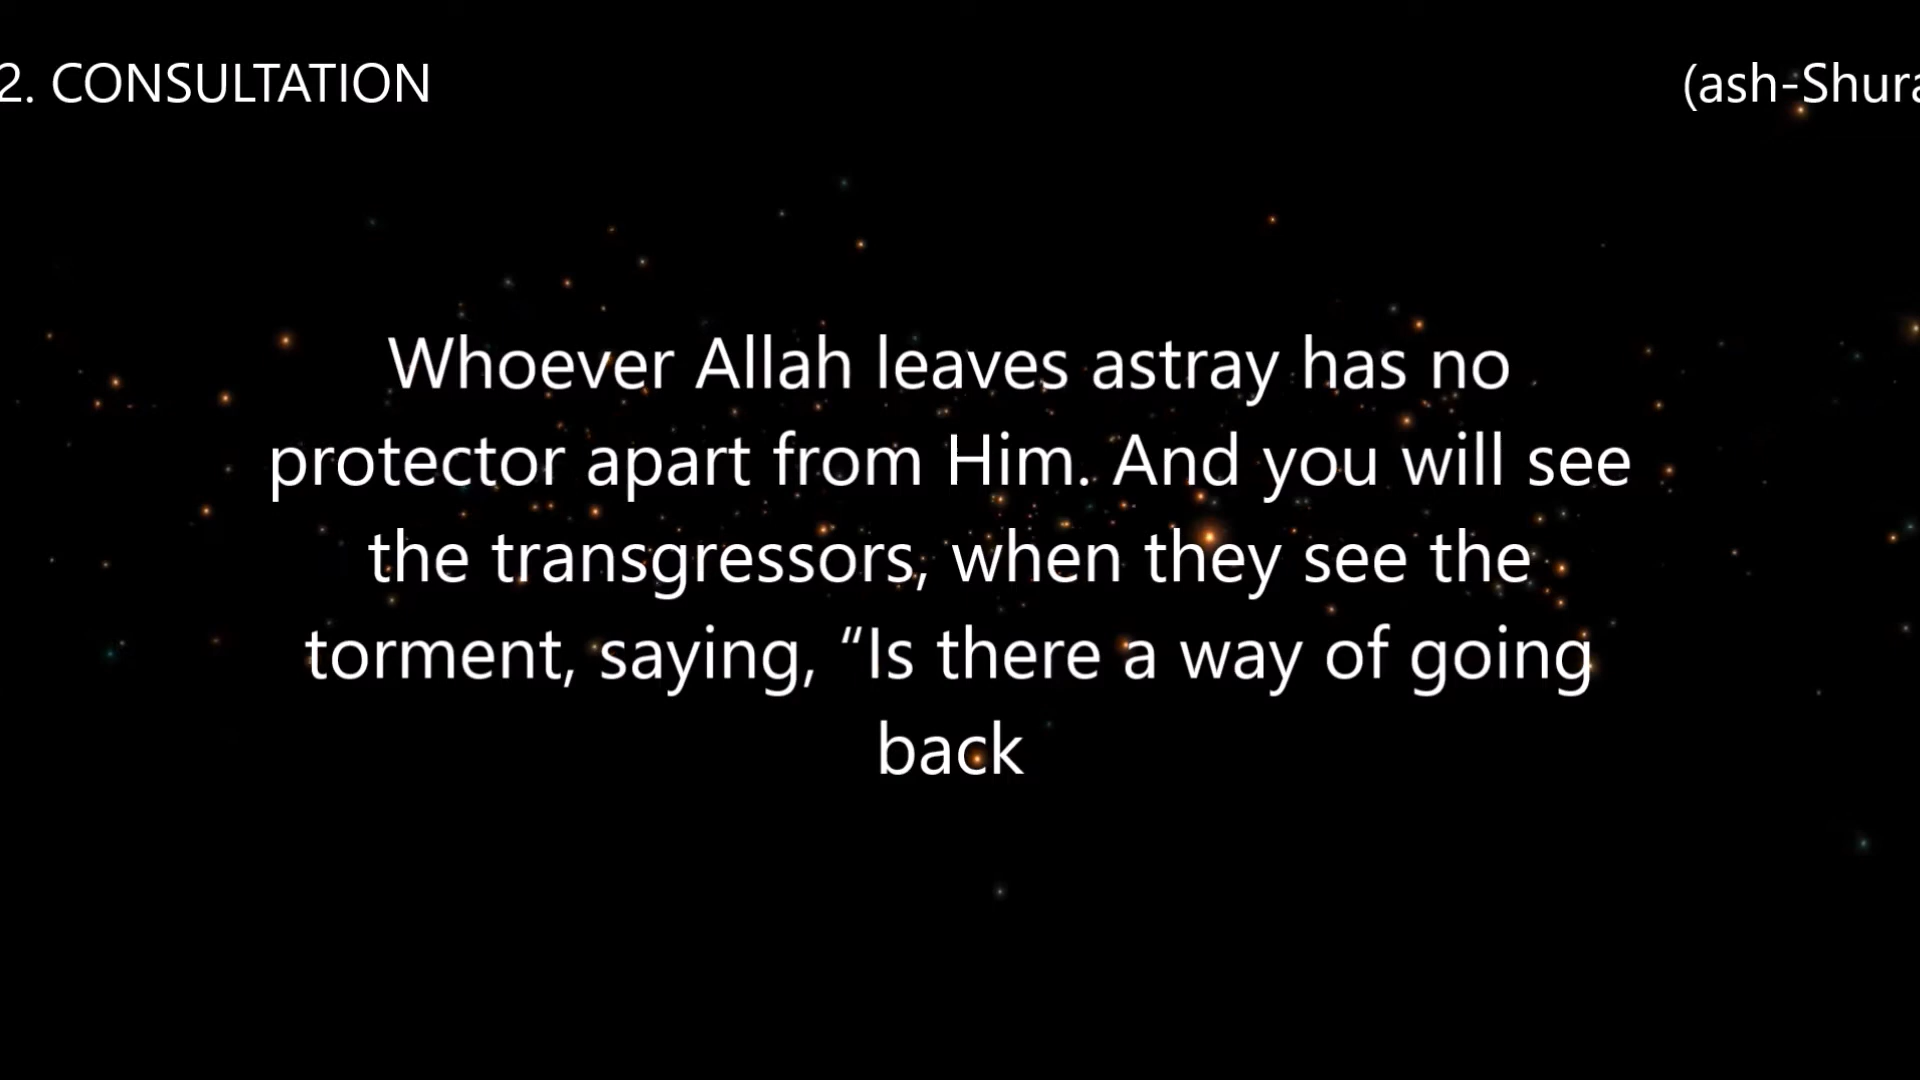 2. CONSULTATION
(ash-Shura
Whoever Allah leaves astray has no
protector apart from Him. And you will see
the transgressors, when they see the
torment, saying, “Is there a way of going
back